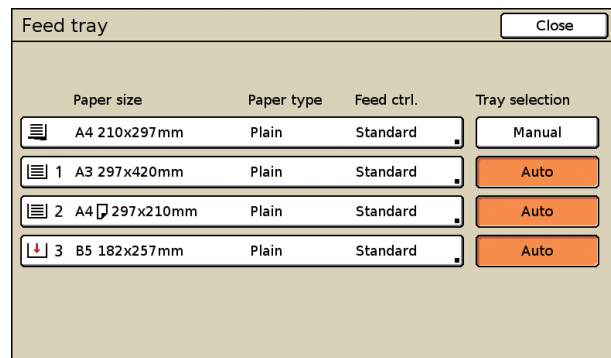 Feed tray Close
Paper size Paper type Feed ctrl. Tray selection
A4 210x297mm Plain Standard Manual
1 A3 297x420mm Plain Standard Auto
2 A4 297x210mm Plain Standard Auto
3 B5 182x257mm Plain Standard Auto